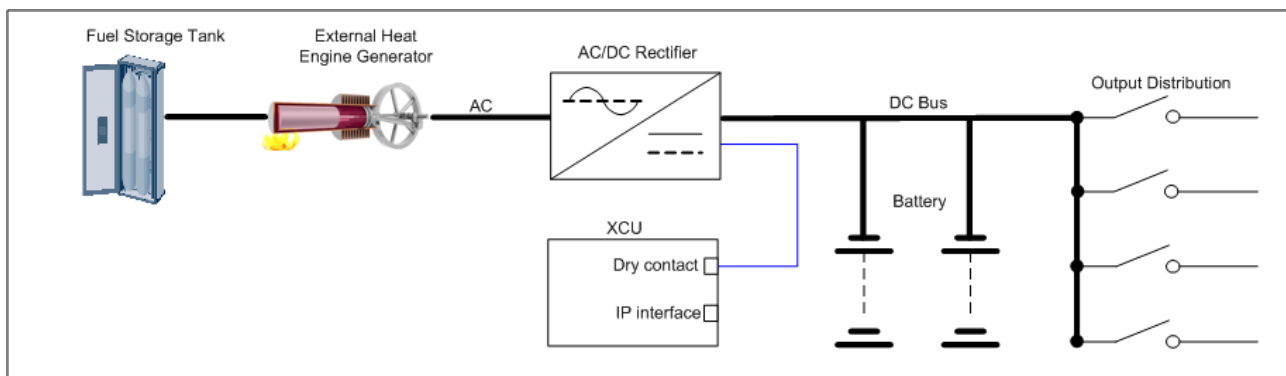 Fuel Storage Tank
External Heat
Engine Generator
AC/DC Rectifier
Output Distribution
AC
DC Bus
Battery
XCU
Dry contact
IP interface